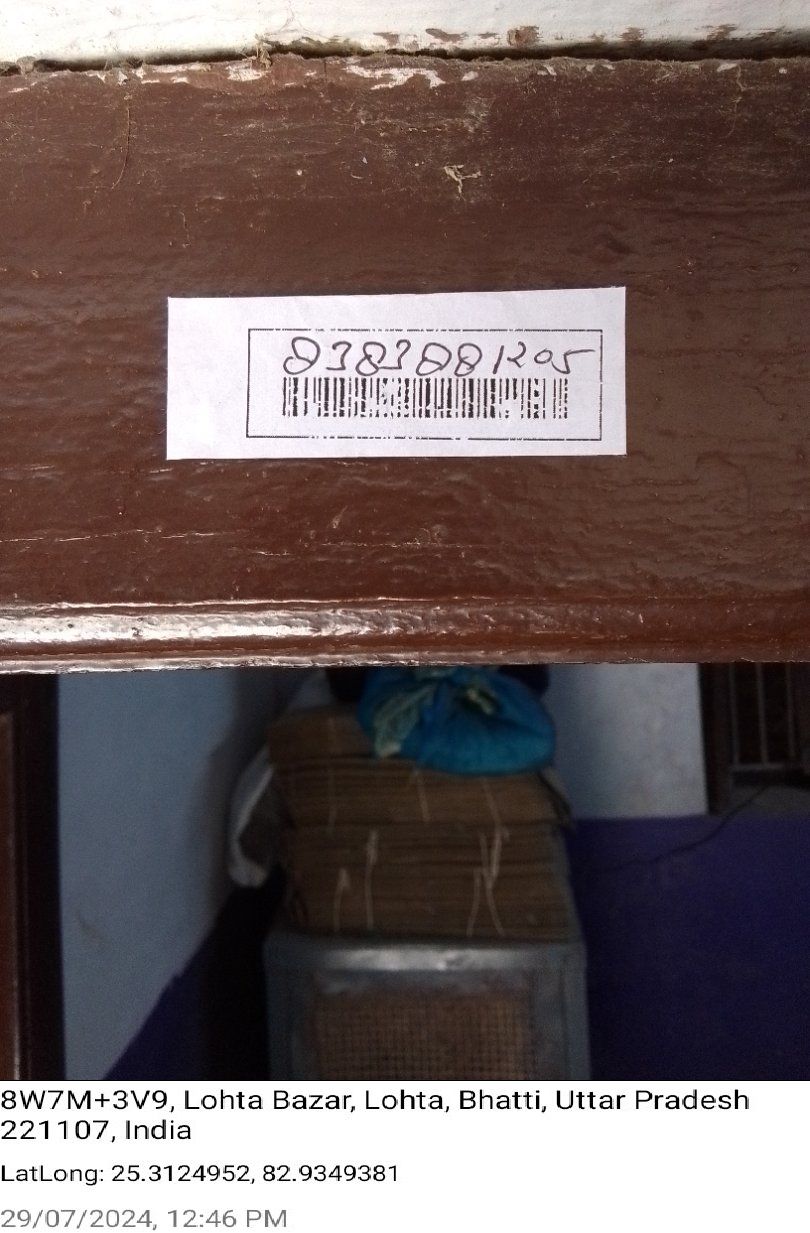 8383881205
8W7M+3V9, Lohta Bazar, Lohta, Bhatti, Uttar Pradesh
221107, India
LatLong: 25.3124952, 82.9349381
29/07/2024, 12:46 PM